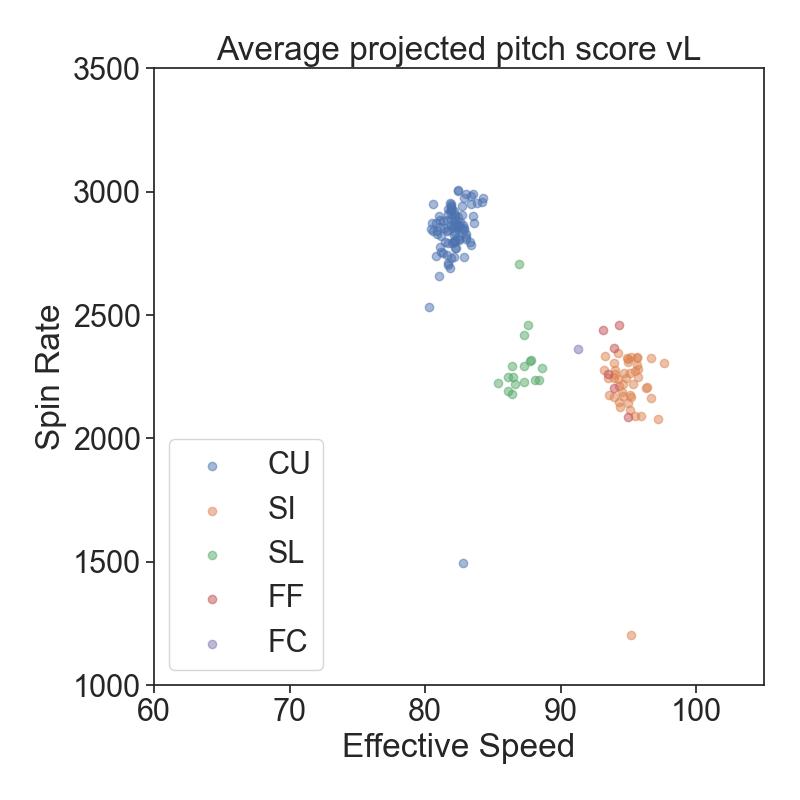 Average projected pitch score vL
3500
3000
2500
2000
1500
1000
Spin Rate
CU
SI
SL
FF
FC
60 70 80 90 100
Effective Speed